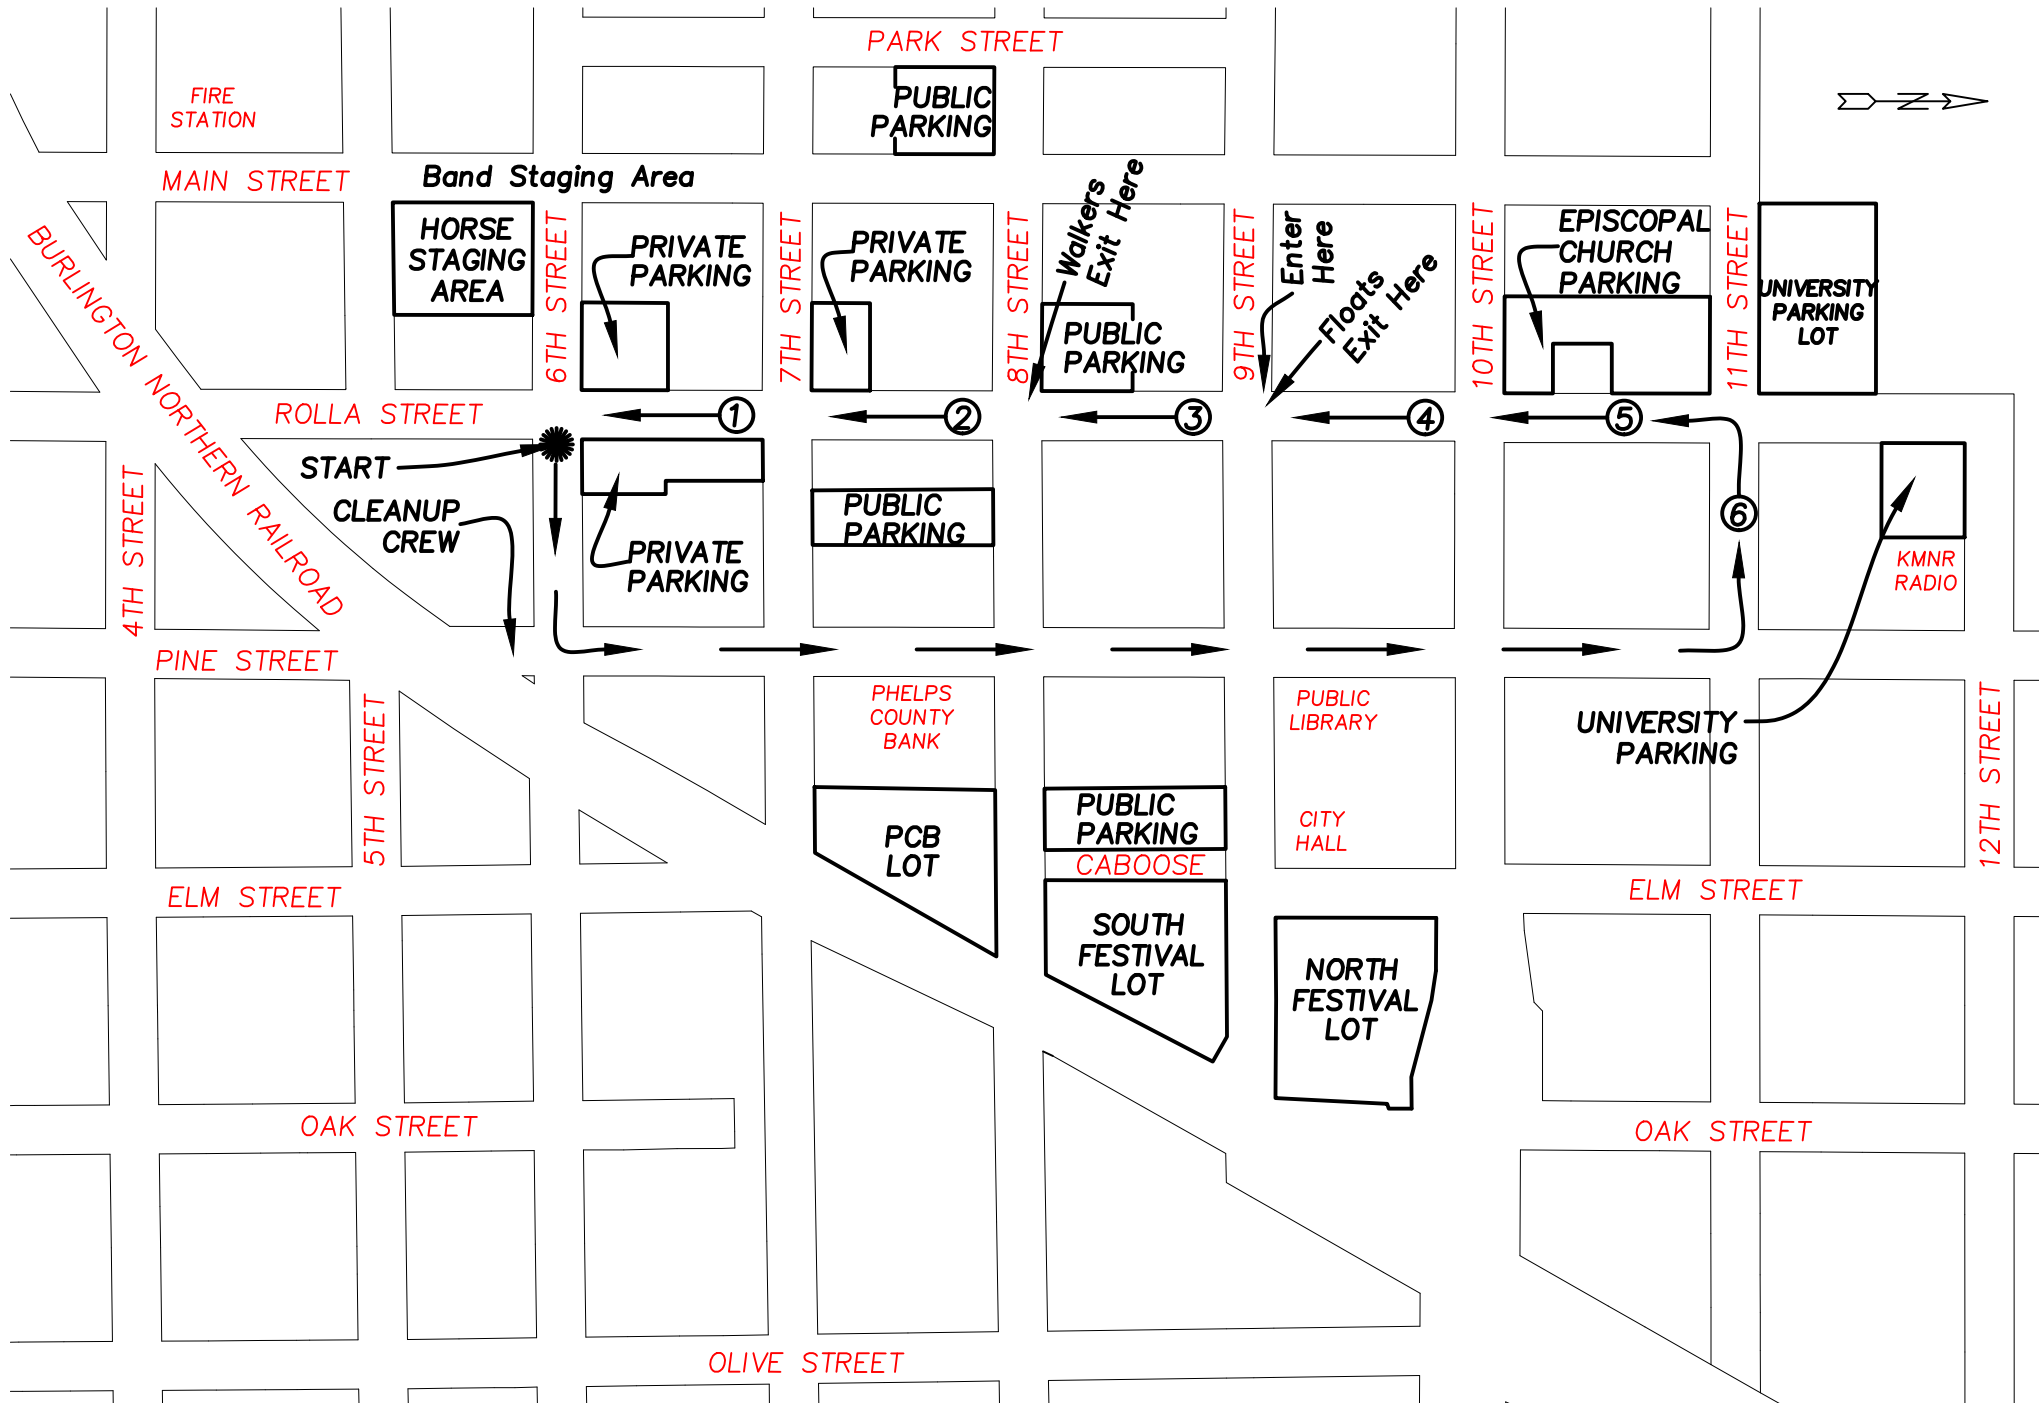 PARK STREET
FIRE
STATION
PUBLIC
PARKING
N
MAIN STREET
Band Staging Area
HORSE
STAGING
AREA
6TH STREET
PRIVATE
PARKING
7TH STREET
PRIVATE
PARKING
8TH STREET
Walkers
Exit Here
PUBLIC
PARKING
9TH STREET
Enter
Here
Floats
Exit Here
10TH STREET
EPISCOPAL
CHURCH
PARKING
11TH STREET
UNIVERSITY
PARKING
LOT
BURLINGTON NORTHERN RAILROAD
ROLLA STREET
1
2
3
4
5
6
START
CLEANUP
CREW
4TH STREET
PRIVATE
PARKING
PUBLIC
PARKING
KMNR
RADIO
PINE STREET
5TH STREET
PHELPS
COUNTY
BANK
PUBLIC
LIBRARY
UNIVERSITY
PARKING
12TH STREET
PCB
LOT
PUBLIC
PARKING
CABOOSE
CITY
HALL
ELM STREET
ELM STREET
SOUTH
FESTIVAL
LOT
NORTH
FESTIVAL
LOT
OAK STREET
OAK STREET
OLIVE STREET